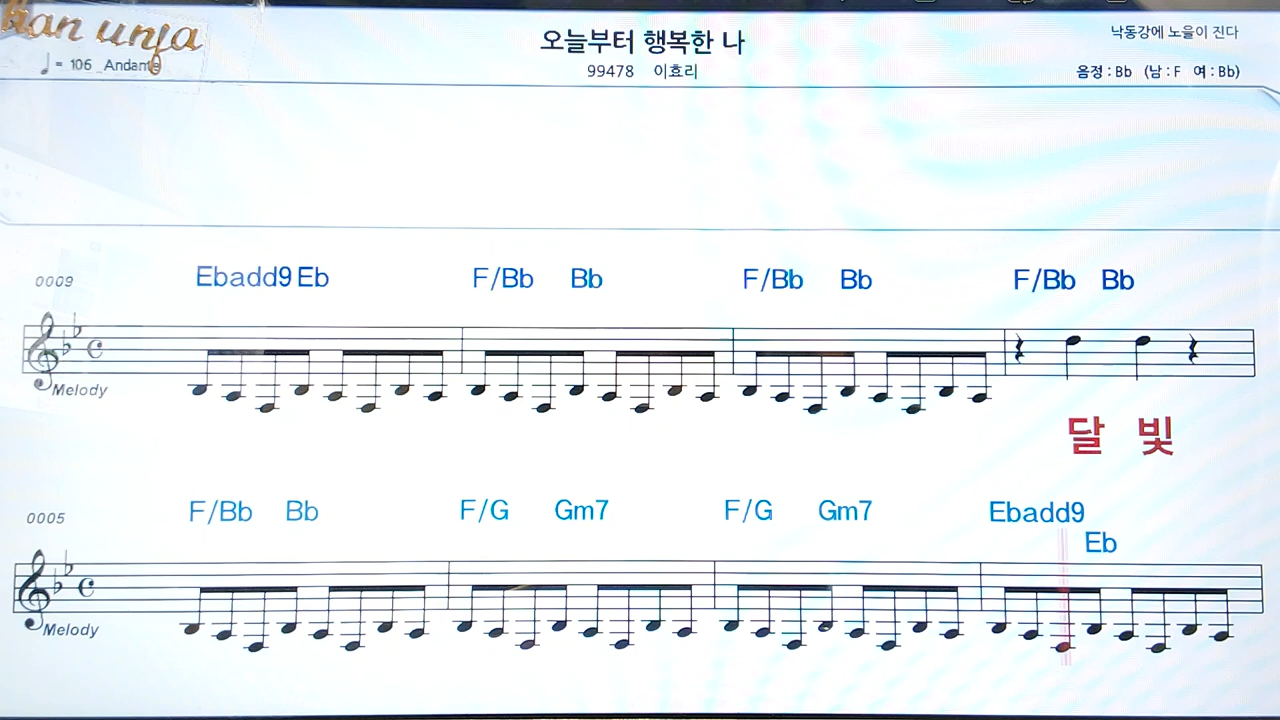 오늘부터 행복한 나
낙동강에 노을이 진다
♩ = 106 Andante
99478 이효리
음정 : Bb (남 : F 여 : Bb)
0009
Ebadd9 Eb F/Bb Bb F/Bb Bb F/Bb Bb
Melody
달 빛
0005
F/Bb Bb F/G Gm7 F/G Gm7 Ebadd9
Eb
Melody